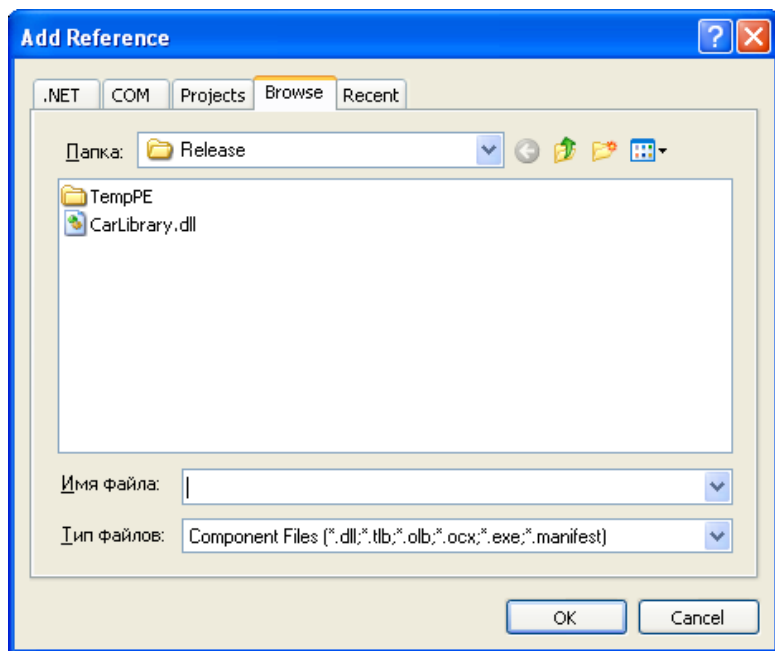 Add Reference
.NET COM Projects Browse Recent
Папка: Release
TempPE
CarLibrary.dll
Имя файла:
Тип файлов: Component Files (*.dll;*.tlb;*.olb;*.ocx;*.exe;*.manifest)
OK Cancel